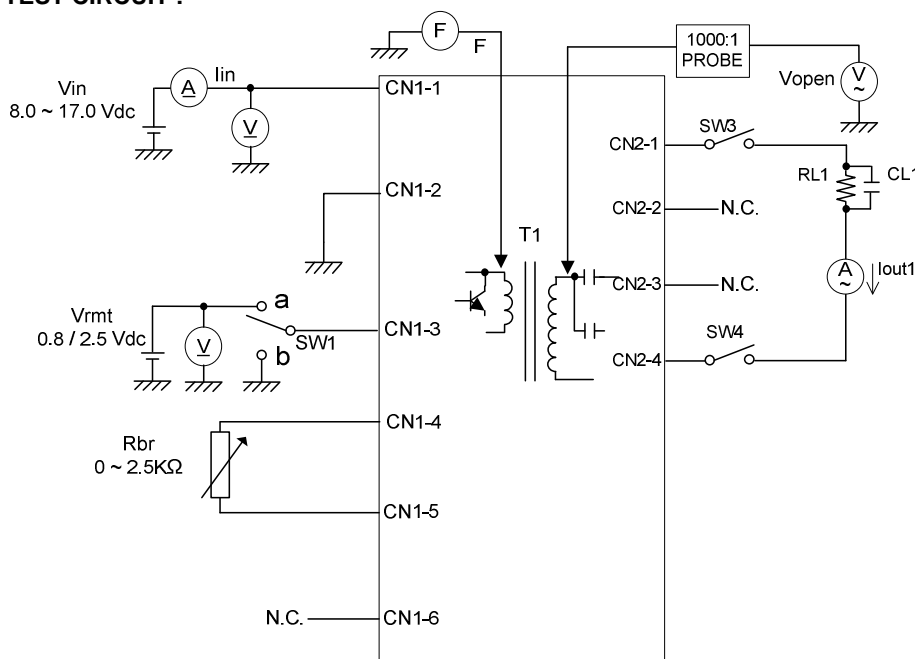 TEST CIRCUIT :
F
F
1000:1
PROBE
Vopen
V
~
Vin
8.0 ~ 17.0 Vdc
A
Iin
V
CN1-1
CN1-2
Vrmt
0.8 / 2.5 Vdc
V
a
b
SW1
CN1-3
Rbr
0 ~ 2.5KΩ
CN1-4
CN1-5
N.C.
CN1-6
T1
CN2-1
SW3
RL1
CL1
CN2-2
N.C.
CN2-3
N.C.
A
~
Iout1
CN2-4
SW4